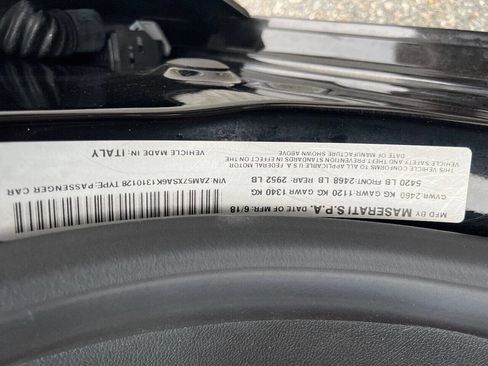 MFD BY MASERATI S.P.A. DATE OF MFR: 6/18
GVWR: 2460 KG GAWR: 1120 KG GAWR 1340 KG
5420 LB FRONT: 2468 LB REAR: 2952 LB
THIS VEHICLE CONFORMS TO ALL APPLICABLE U.S.A FEDERAL MOTOR
VEHICLE SAFETY AND THEFT PREVENTION STANDARDS IN EFFECT ON THE
DATE OF MANUFACTURE SHOWN ABOVE
VIN: ZAM57XSA6K1310128 TYPE: PASSENGER CAR
VEHICLE MADE IN: ITALY